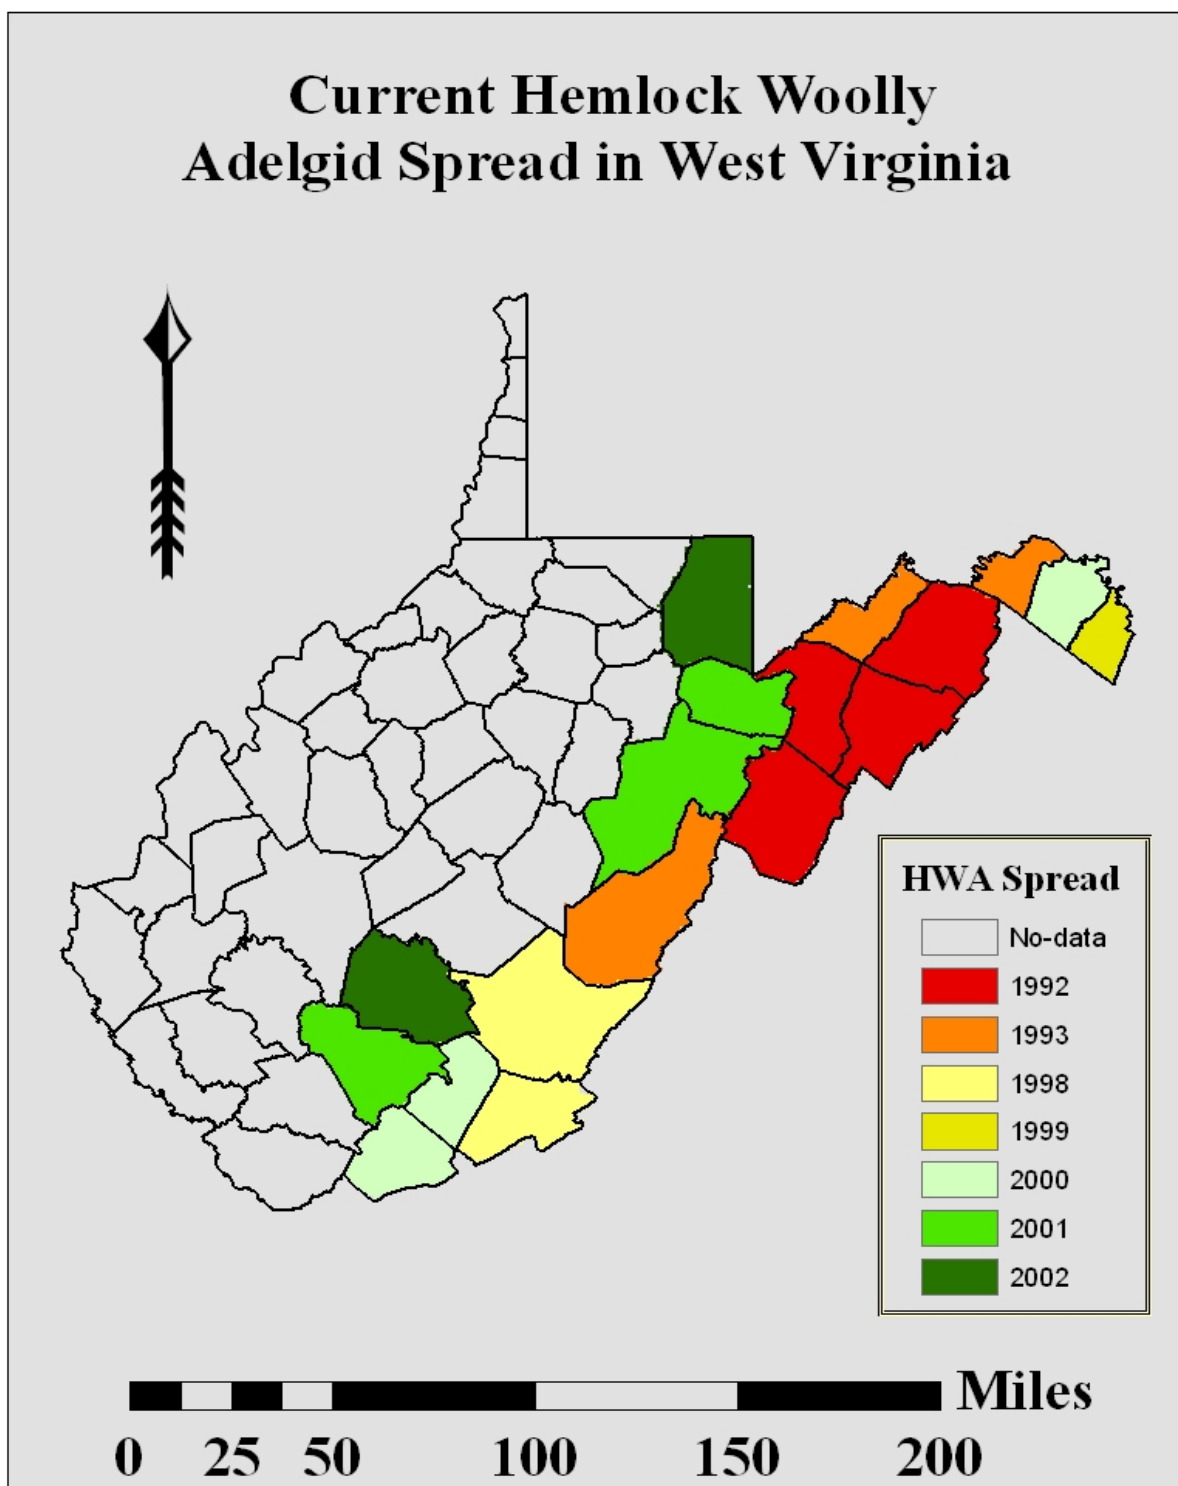 Current Hemlock Woolly
Adelgid Spread in West Virginia
HWA Spread
No-data
1992
1993
1998
1999
2000
2001
2002
Miles
0 25 50 100 150 200